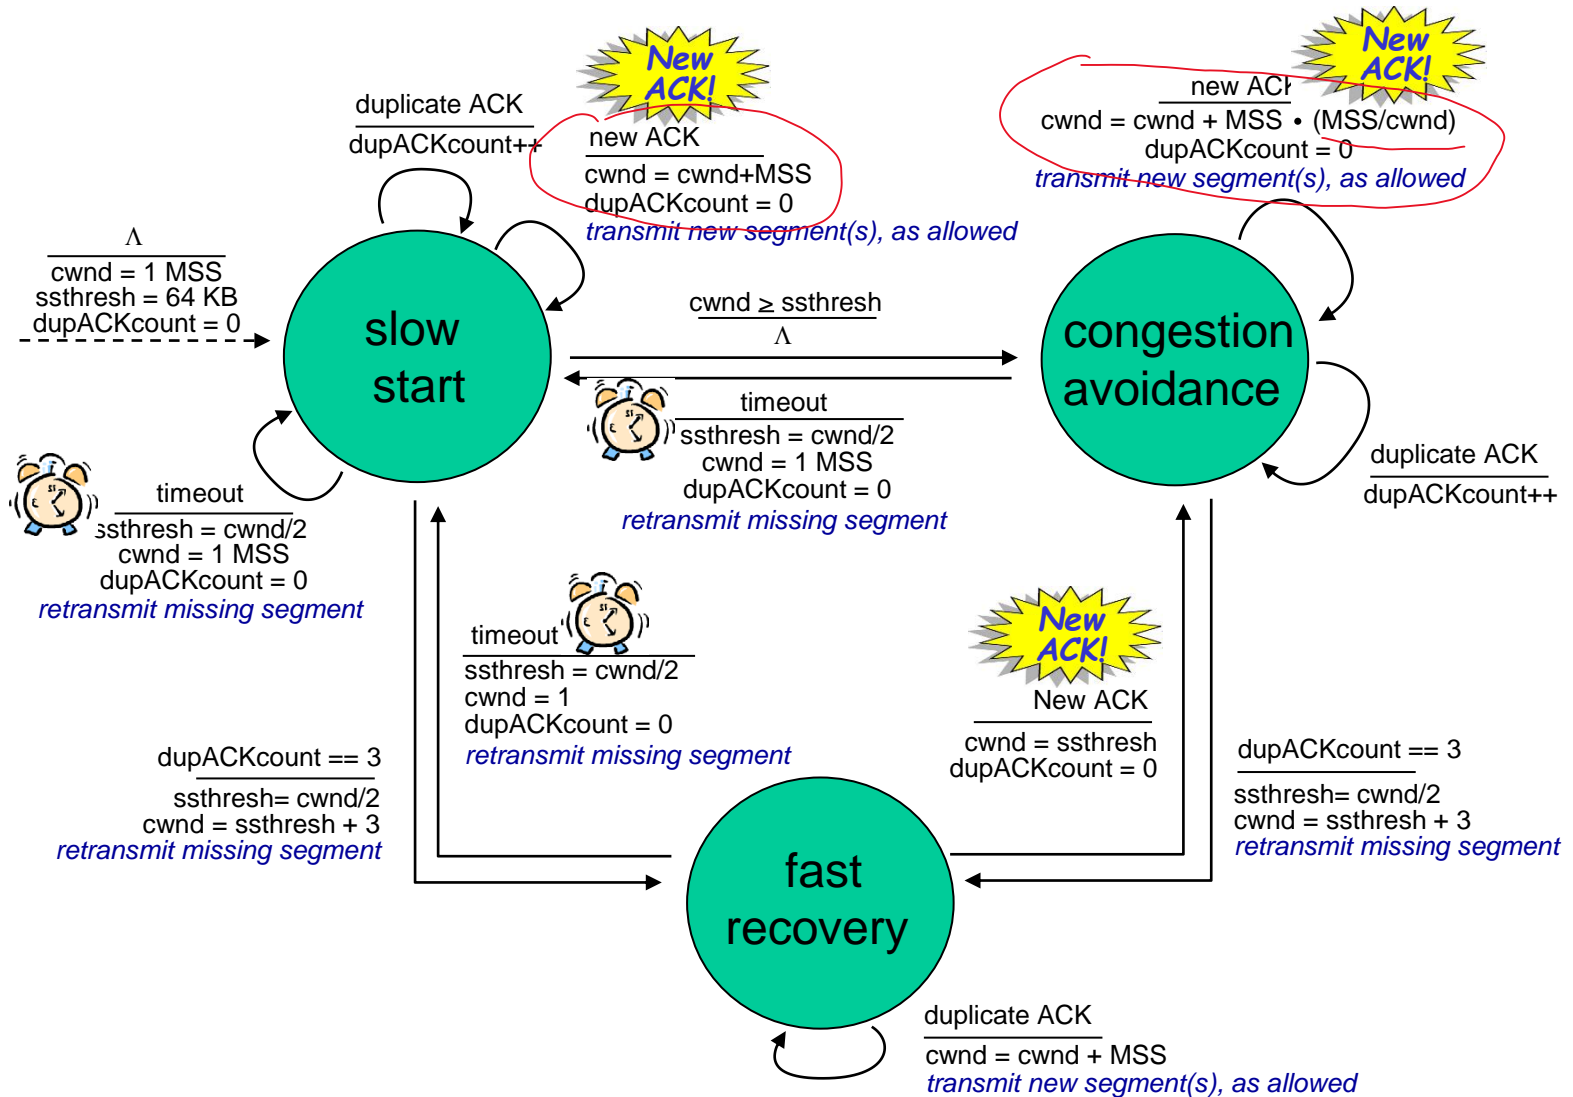 New
ACK!
duplicate ACK
dupACKcount++
new ACK
cwnd = cwnd+MSS
dupACKcount = 0
transmit new segment(s), as allowed
New
ACK!
new ACK
cwnd = cwnd + MSS • (MSS/cwnd)
dupACKcount = 0
transmit new segment(s), as allowed
Λ
cwnd = 1 MSS
ssthresh = 64 KB
dupACKcount = 0
slow
start
cwnd ≥ ssthresh
Λ
congestion
avoidance
timeout
ssthresh = cwnd/2
cwnd = 1 MSS
dupACKcount = 0
retransmit missing segment
duplicate ACK
dupACKcount++
timeout
ssthresh = cwnd/2
cwnd = 1 MSS
dupACKcount = 0
retransmit missing segment
timeout
ssthresh = cwnd/2
cwnd = 1
dupACKcount = 0
retransmit missing segment
New
ACK!
New ACK
cwnd = ssthresh
dupACKcount = 0
dupACKcount == 3
ssthresh= cwnd/2
cwnd = ssthresh + 3
retransmit missing segment
dupACKcount == 3
ssthresh= cwnd/2
cwnd = ssthresh + 3
retransmit missing segment
fast
recovery
duplicate ACK
cwnd = cwnd + MSS
transmit new segment(s), as allowed